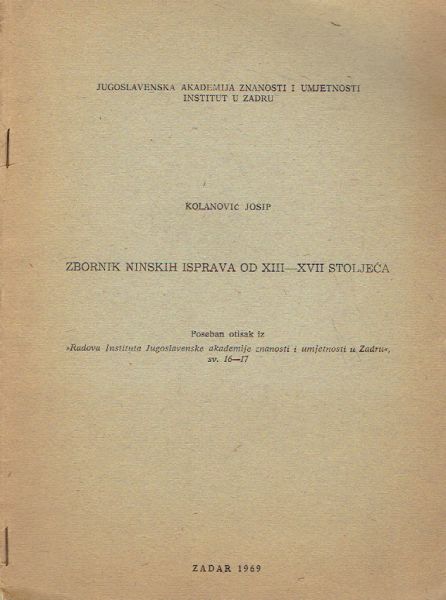 JUGOSLAVENSKA AKADEMIJA ZNANOSTI I UMJETNOSTI
INSTITUT U ZADRU
KOLANOVIĆ JOSIP
ZBORNIK NINSKIH ISPRAVA OD XIII—XVII STOLJEĆA
Poseban otisak iz
»Radova Instituta Jugoslavenske akademije znanosti i umjetnosti u Zadru«,
sv. 16—17
ZADAR 1969